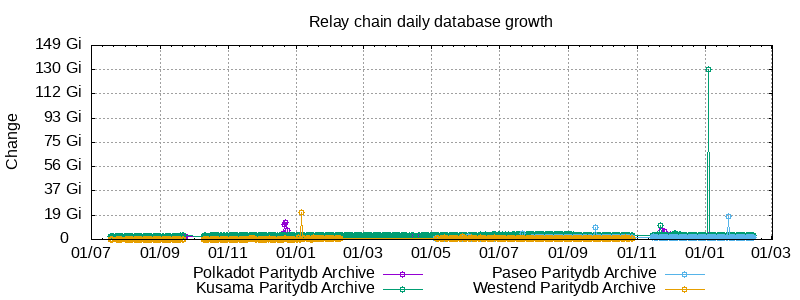 Relay chain daily database growth
149 Gi
130 Gi
112 Gi
93 Gi
75 Gi
56 Gi
37 Gi
19 Gi
0
Change
01/07 01/09 01/11 01/01 01/03 01/05 01/07 01/09 01/11 01/01 01/03
Polkadot Paritydb Archive Paseo Paritydb Archive
Kusama Paritydb Archive Westend Paritydb Archive